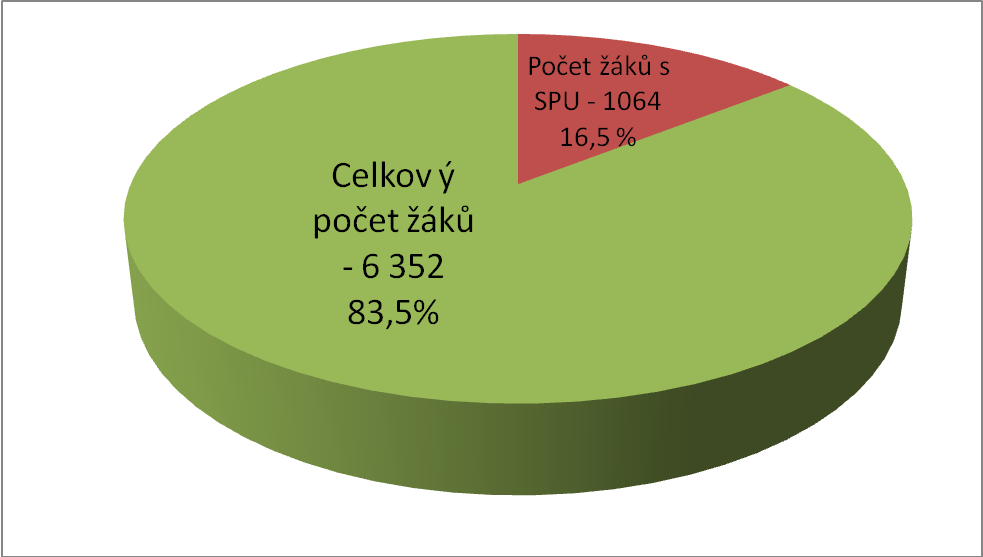 Počet žáků s
SPU - 1064
16,5 %
Celkov ý
počet žáků
- 6 352
83,5%